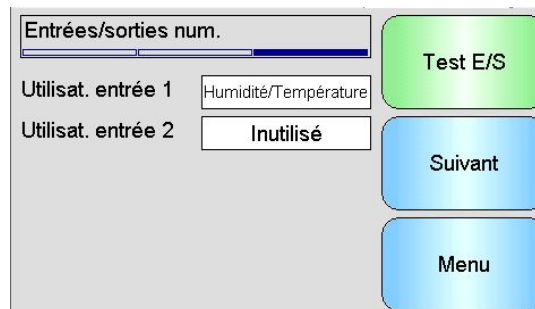 Entrées/sorties num.
Test E/S
Utilisat. entrée 1 Humidité/Température
Utilisat. entrée 2 Inutilisé
Suivant
Menu